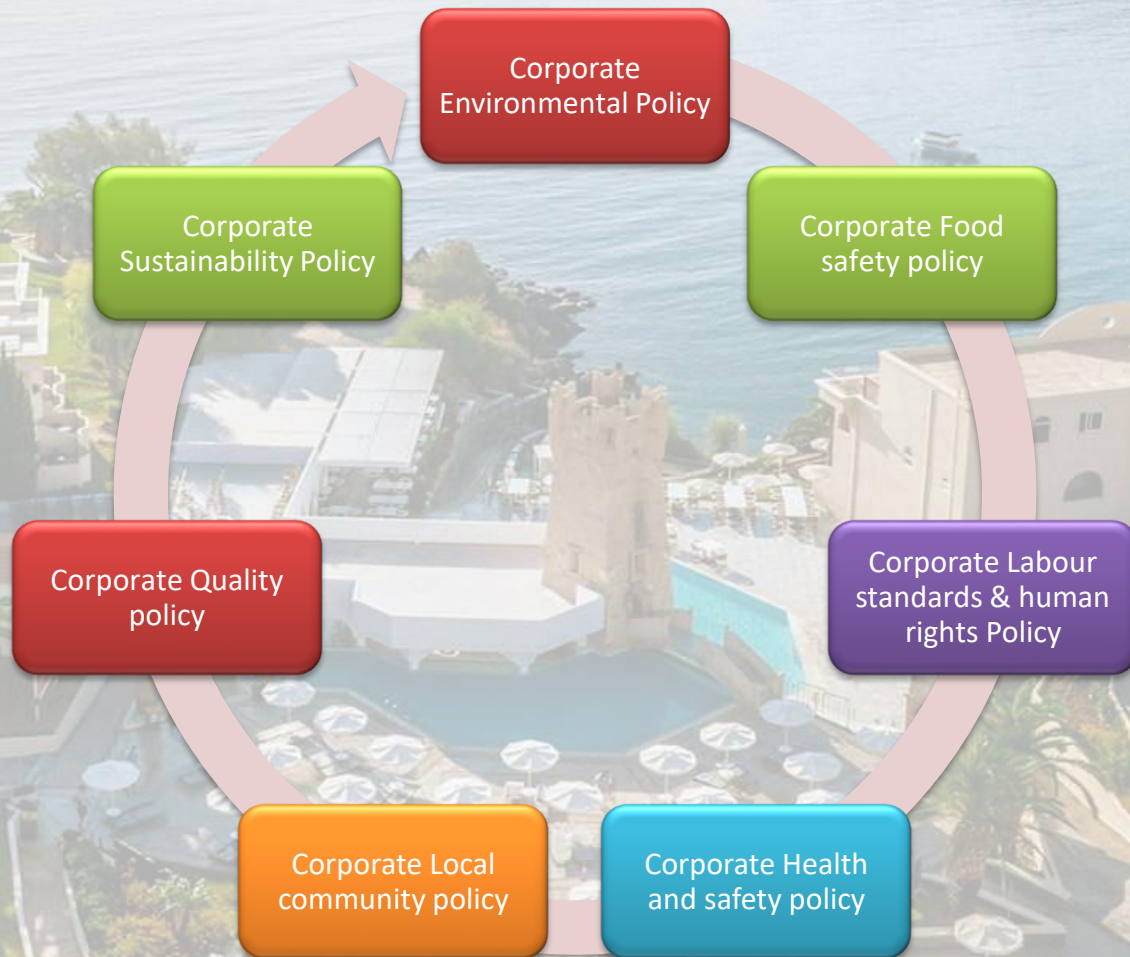 Corporate
Environmental Policy
Corporate Food
safety policy
Corporate Labour
standards & human
rights Policy
Corporate Health
and safety policy
Corporate Local
community policy
Corporate Quality
policy
Corporate
Sustainability Policy